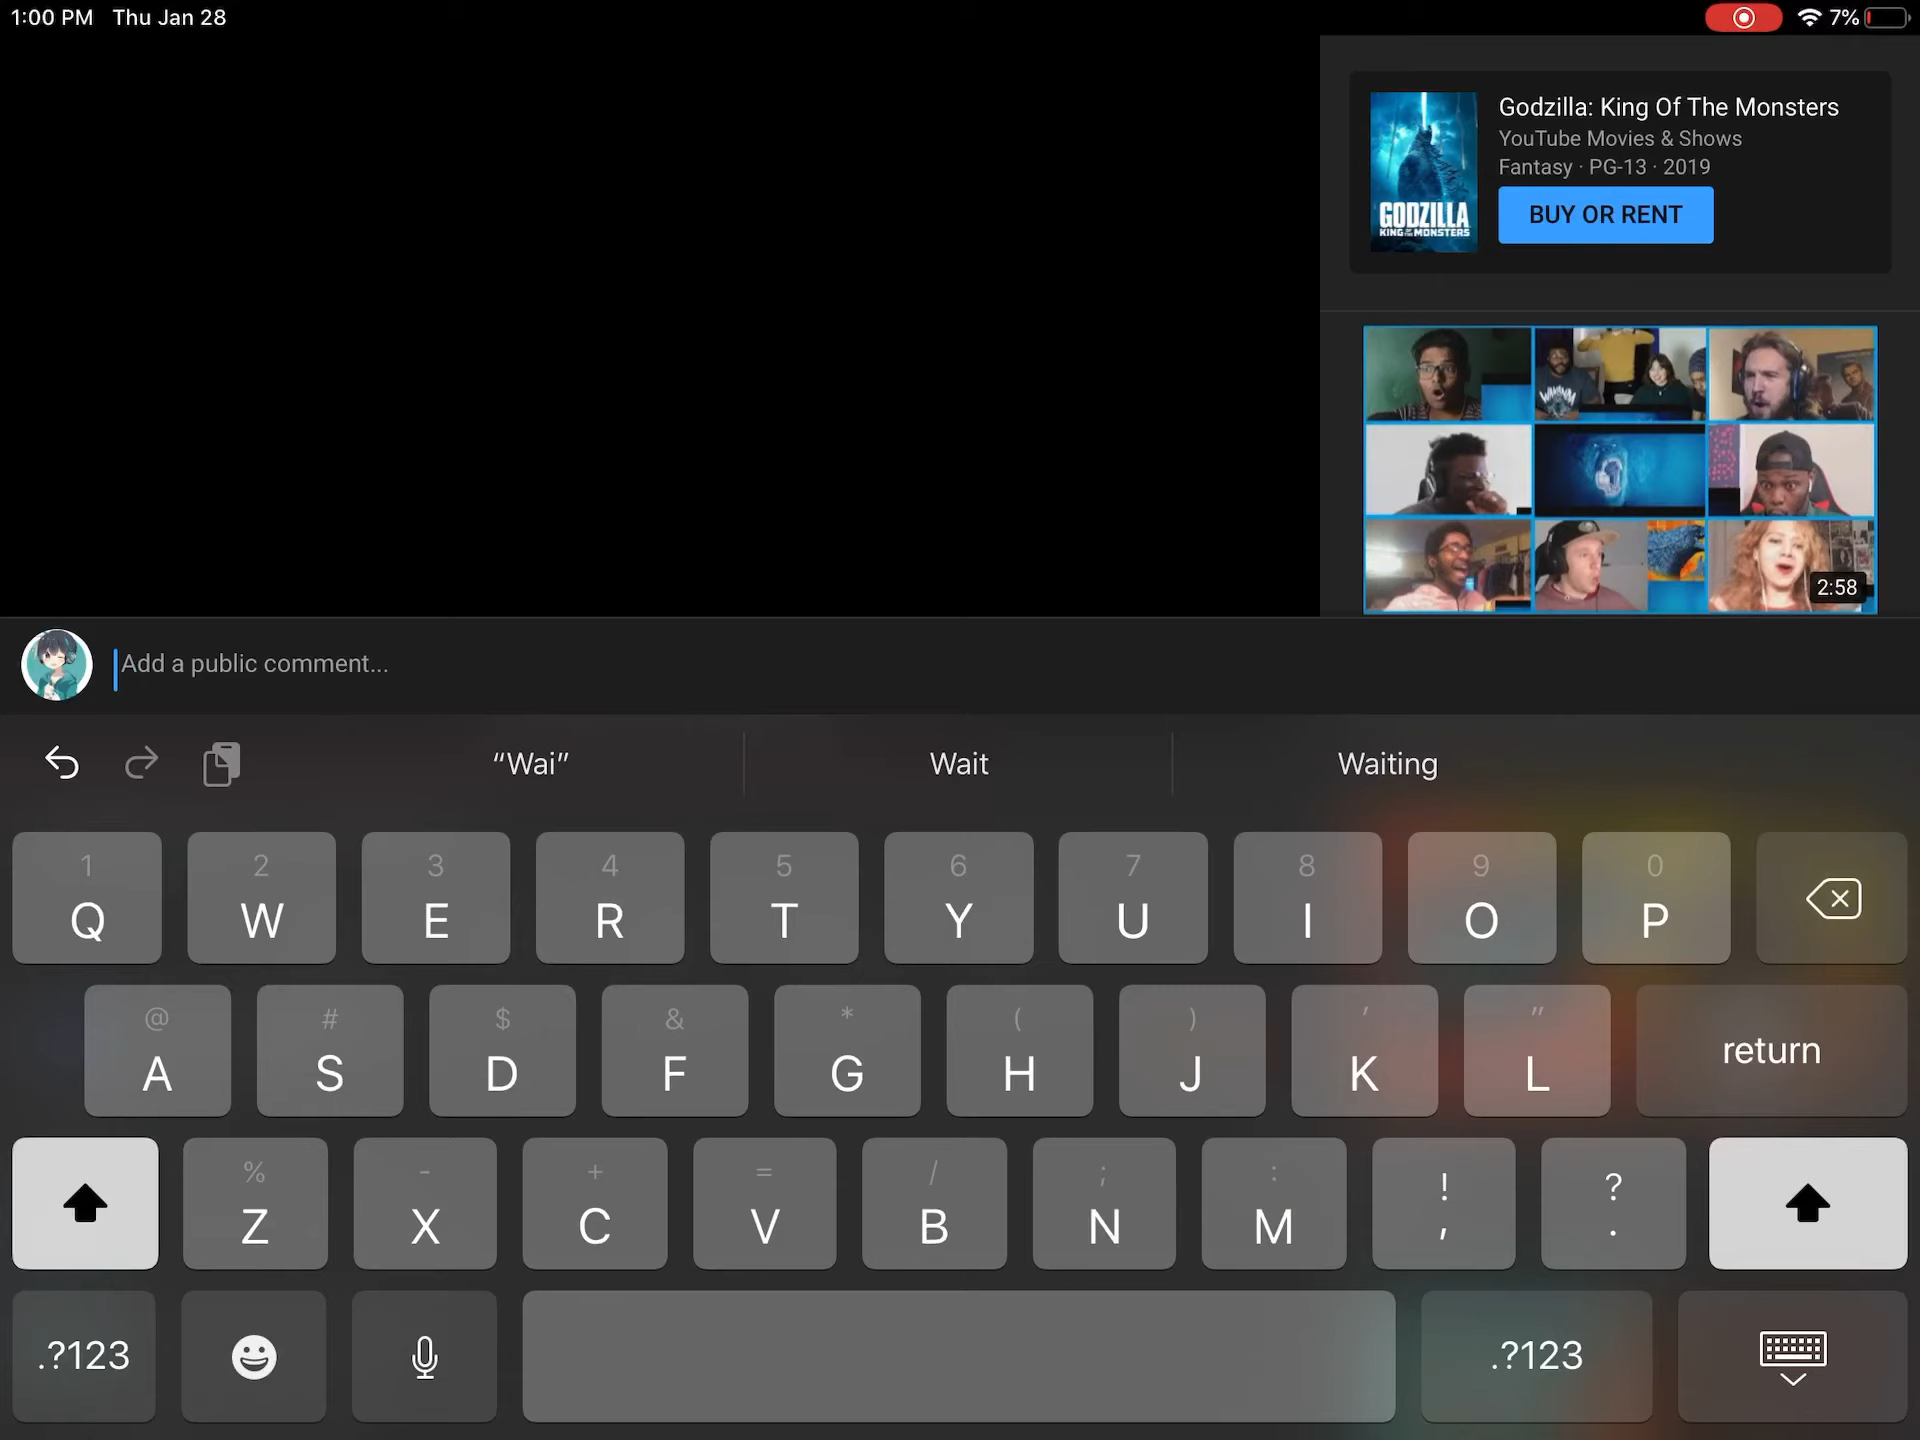 1:00 PM Thu Jan 28
7%
Godzilla: King Of The Monsters
YouTube Movies & Shows
Fantasy · PG-13 · 2019
BUY OR RENT
GODZILLA
KING OF THE MONSTERS
2:58
Add a public comment...
“Wai” Wait Waiting
1 2 3 4 5 6 7 8 9 0
Q W E R T Y U I O P
@ # $ & * ( ) ' "
A S D F G H J K L return
% - + = / ; : ! ?
Z X C V B N M , .
.?123 .?123